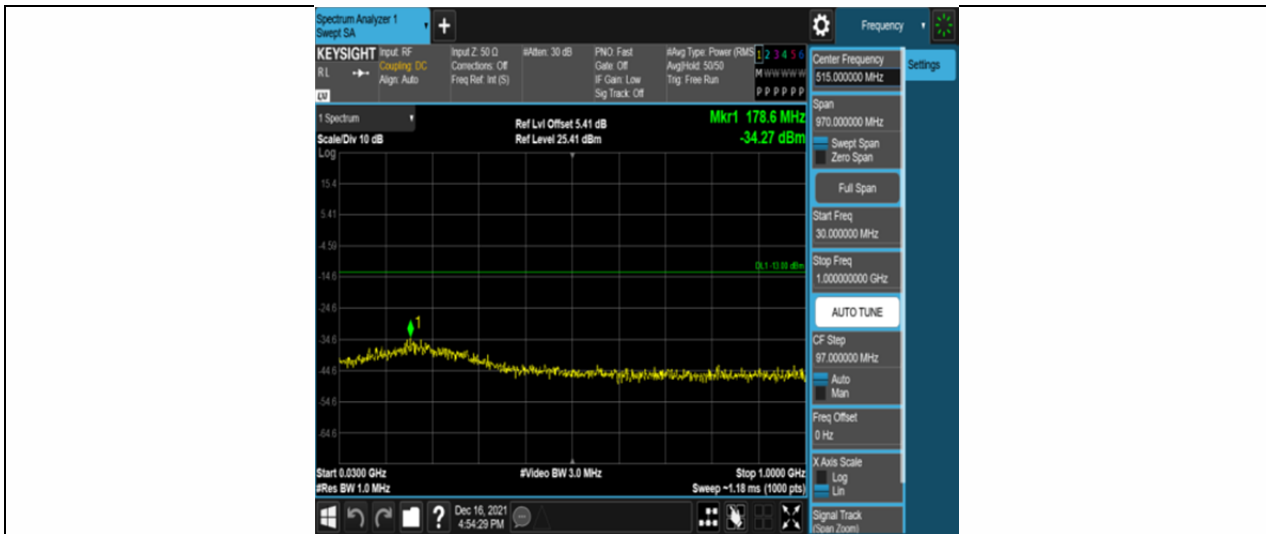 Spectrum Analyzer 1
Swept SA
Frequency
KEYSIGHT
R L
Input: RF
Coupling: DC
Align: Auto
Input Z: 50 Ω
Corrections: Off
Freq Ref: Int (S)
#Atten: 30 dB
PNO: Fast
Gate: Off
IF Gain: Low
Sig Track: Off
#Avg Type: Power (RMS
Avg|Hold: 50/50
Trig: Free Run
1 2 3 4 5 6
M W W W W W
P P P P P P
1 Spectrum
Scale/Div 10 dB
Log
Ref Lvl Offset 5.41 dB
Ref Level 25.41 dBm
Mkr1 178.6 MHz
-34.27 dBm
15.4
5.41
-4.59
-14.6
-24.6
-34.6
-44.6
-54.6
-64.6
DL1 -13.00 dBm
1
Start 0.0300 GHz
#Res BW 1.0 MHz
#Video BW 3.0 MHz
Stop 1.0000 GHz
Sweep ~1.18 ms (1000 pts)
?
Dec 16, 2021
4:54:29 PM
Center Frequency
515.000000 MHz
Settings
Span
970.000000 MHz
Swept Span
Zero Span
Full Span
Start Freq
30.000000 MHz
Stop Freq
1.000000000 GHz
AUTO TUNE
CF Step
97.000000 MHz
Auto
Man
Freq Offset
0 Hz
X Axis Scale
Log
Lin
Signal Track
(Span Zoom)